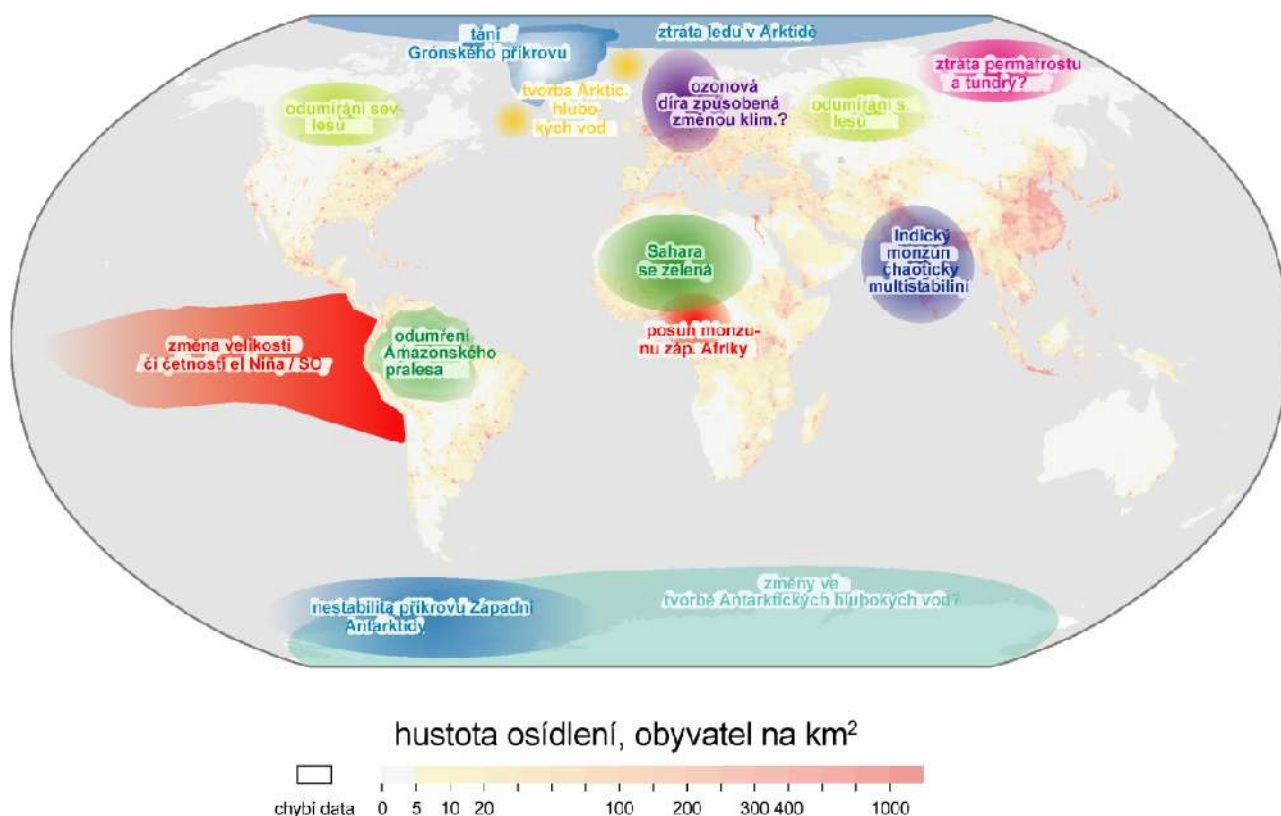 tání
Grónského příkrovu
ztráta ledu v Arktidě
ztráta permafrostu
a tundry?
odumírání sev-
lesů
tvorba Arktic.
hlubo-
kých vod
ozonová
díra způsobená
změnou klim.?
odumírání s.
lesů
Sahara
se zelená
Indický
monzun
chaoticky
multistabiliní
posun monzu-
nu záp. Afriky
změna velikosti
či četnosti el Niňa / SO
odumření
Amazonského
pralesa
nestabilita příkrovu Západní
Antarktidy
změny ve
tvorbě Antarktických hlubokých vod?
hustota osídlení, obyvatel na km²
chybí data 0 5 10 20 100 200 300 400 1000